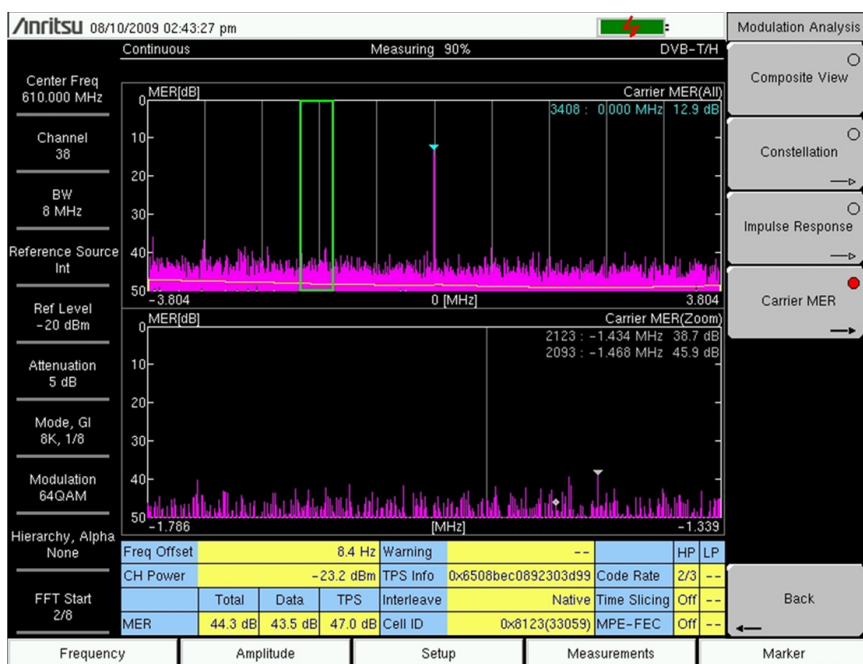 Anritsu 08/10/2009 02:43:27 pm
Modulation Analysis
Continuous Measuring 90% DVB-T/H
Center Freq
610.000 MHz
Channel
38
BW
8 MHz
Reference Source
Int
Ref Level
-20 dBm
Attenuation
5 dB
Mode, GI
8K, 1/8
Modulation
64QAM
Hierarchy, Alpha
None
FFT Start
2/8
MER[dB] Carrier MER(All)
3408 : 0.000 MHz 12.9 dB
0
10
20
30
40
50
-3.804 0 [MHz] 3.804
MER[dB] Carrier MER(Zoom)
2123 : -1.434 MHz 38.7 dB
2093 : -1.468 MHz 45.9 dB
0
10
20
30
40
50
-1.786 [MHz] -1.339
Freq Offset 8.4 Hz Warning -- HP LP
CH Power -23.2 dBm TPS Info 0x6508bec0892303d99 Code Rate 2/3 --
Total Data TPS Interleave Native Time Slicing Off --
MER 44.3 dB 43.5 dB 47.0 dB Cell ID 0x8123(33059) MPE-FEC Off --
Composite View
Constellation
Impulse Response
Carrier MER
Back
Frequency Amplitude Setup Measurements Marker